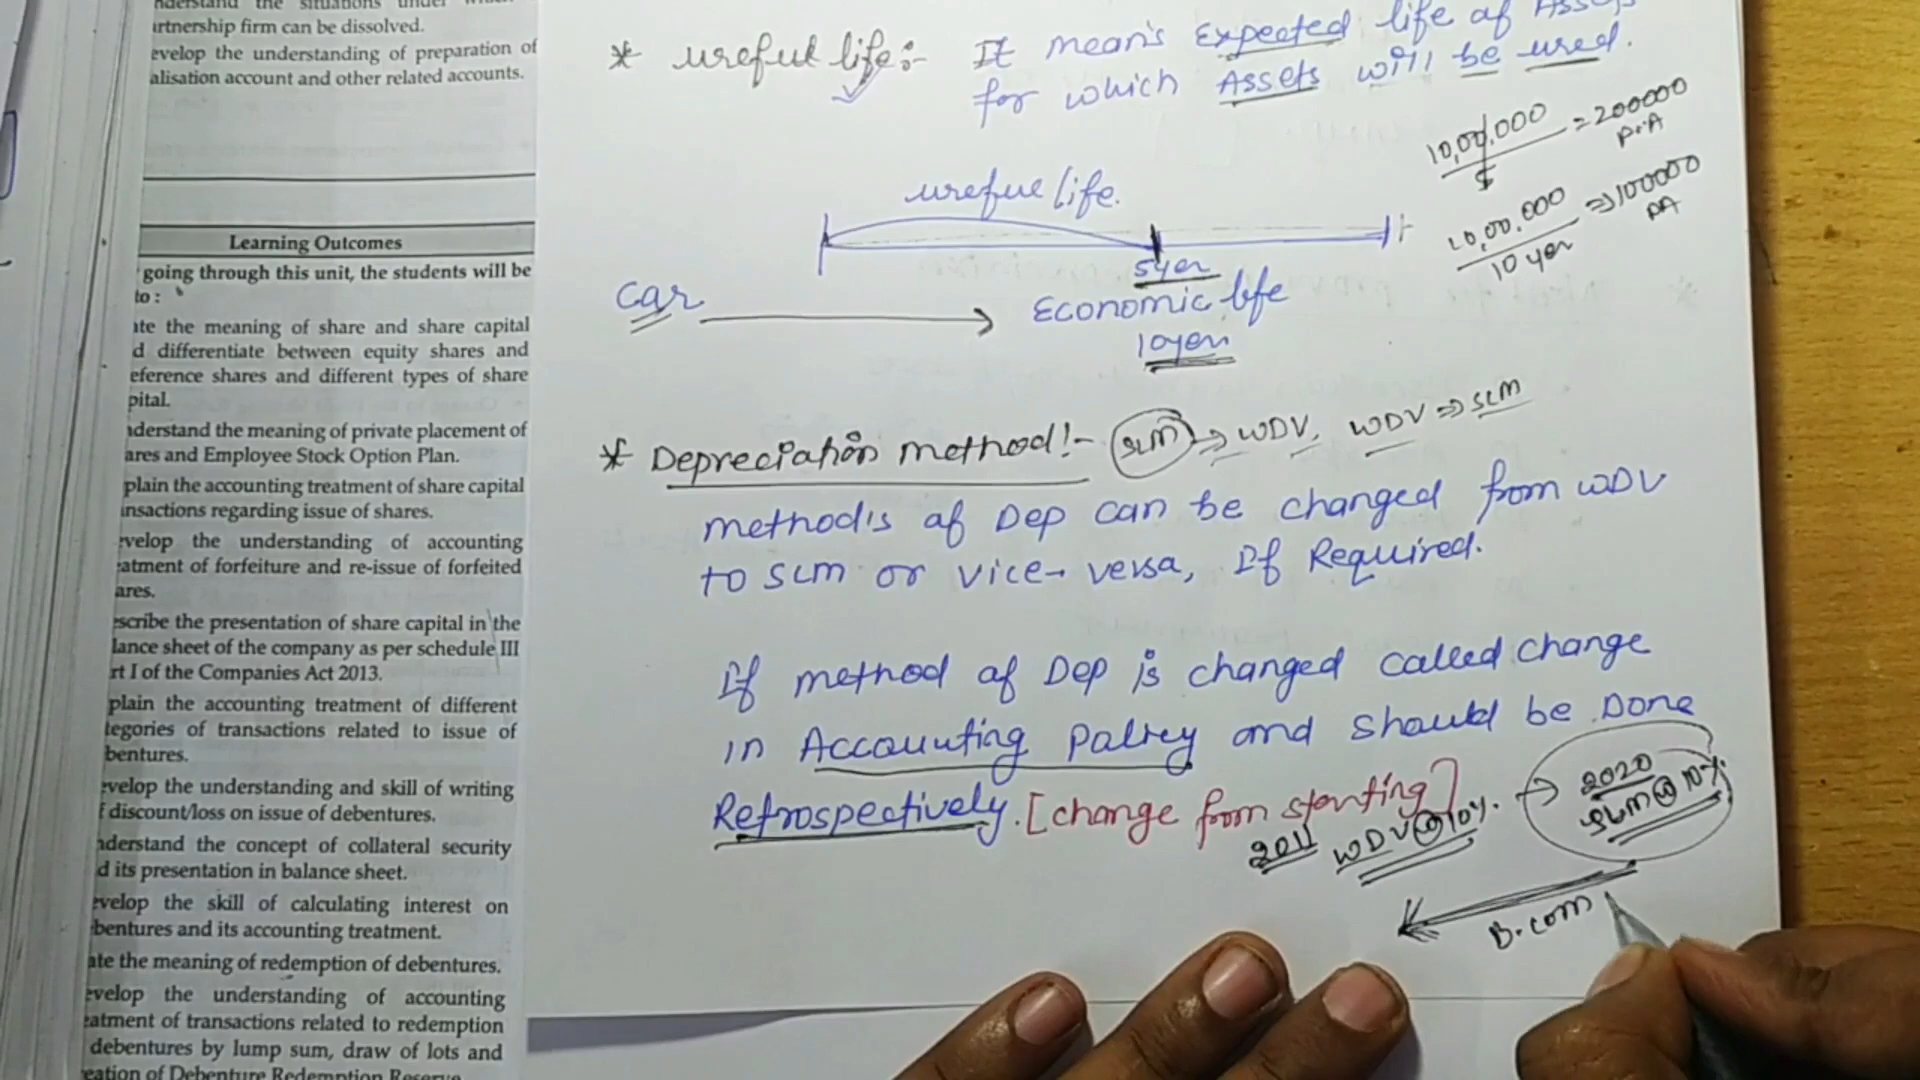 rtnership firm can be dissolved.
evelop the understanding of preparation of
alisation account and other related accounts.
Learning Outcomes
going through this unit, the students will be
to :
ate the meaning of share and share capital
d differentiate between equity shares and
eference shares and different types of share
pital.
nderstand the meaning of private placement of
ares and Employee Stock Option Plan.
plain the accounting treatment of share capital
ansactions regarding issue of shares.
evelop the understanding of accounting
eatment of forfeiture and re-issue of forfeited
ares.
escribe the presentation of share capital in the
lance sheet of the company as per schedule III
rt I of the Companies Act 2013.
plain the accounting treatment of different
tegories of transactions related to issue of
bentures.
evelop the understanding and skill of writing
f discount/loss on issue of debentures.
nderstand the concept of collateral security
d its presentation in balance sheet.
evelop the skill of calculating interest on
bentures and its accounting treatment.
ate the meaning of redemption of debentures.
evelop the understanding of accounting
eatment of transactions related to redemption
debentures by lump sum, draw of lots and
eation of Debenture Redemption Reserve
* useful life:- It mean's Expected life of Assets
for which Assets will be used.
10,00,000
5
= 200000
P.A
10,00,000
10 year
⇒ 100000
PA
useful life.
5 year
Car → Economic life
10 year
* Depreciation method!- SLM ⇒ WDV, WDV ⇒ SLM
method's of Dep can be changed from WDV
to SLM or vice-versa, If Required.
If method of Dep is changed called change
in Accounting Policy and should be Done
Retrospectively. [change from starting]
2011 WDV@10%. → 2020
SLM@10%.
B.com